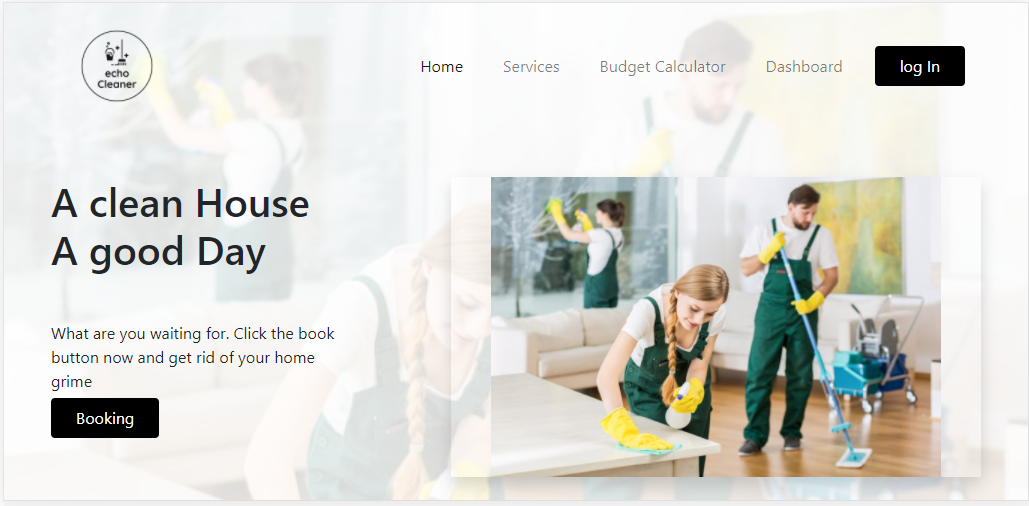 echo
Cleaner
Home Services Budget Calculator Dashboard log In
A clean House
A good Day
What are you waiting for. Click the book
button now and get rid of your home
grime
Booking